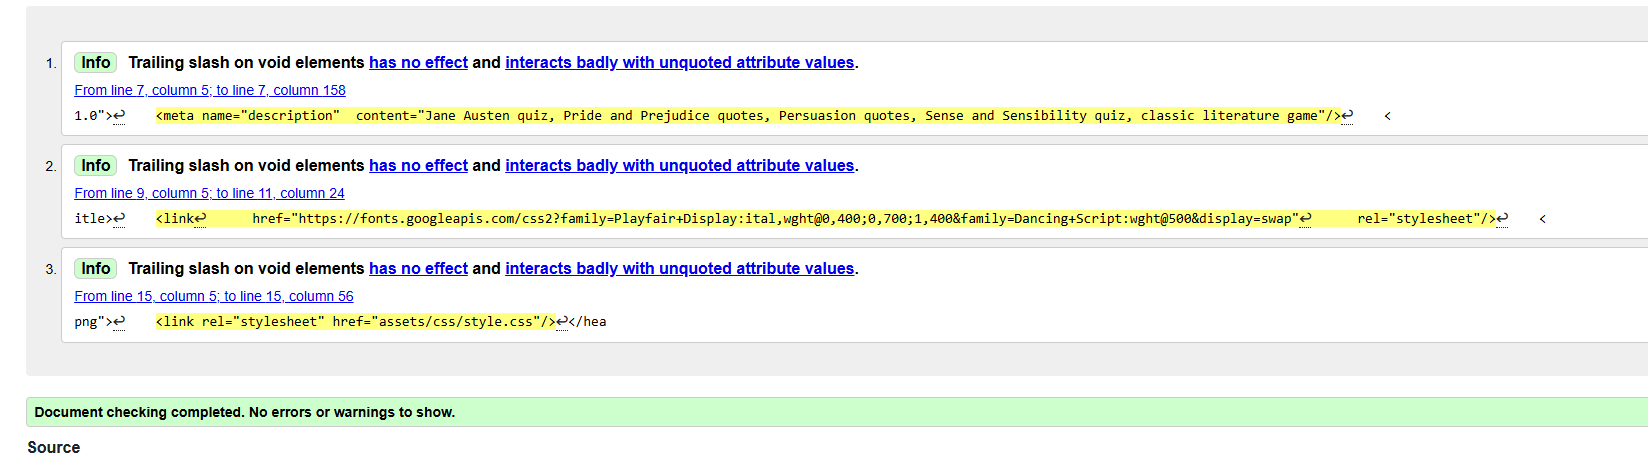 1. Info Trailing slash on void elements has no effect and interacts badly with unquoted attribute values.
From line 7, column 5; to line 7, column 158
1.0">↩    <meta name="description"  content="Jane Austen quiz, Pride and Prejudice quotes, Persuasion quotes, Sense and Sensibility quiz, classic literature game"/>↩    <
2. Info Trailing slash on void elements has no effect and interacts badly with unquoted attribute values.
From line 9, column 5; to line 11, column 24
itle>↩    <link↩      href="https://fonts.googleapis.com/css2?family=Playfair+Display:ital,wght@0,400;0,700;1,400&family=Dancing+Script:wght@500&display=swap"↩      rel="stylesheet"/>↩    <
3. Info Trailing slash on void elements has no effect and interacts badly with unquoted attribute values.
From line 15, column 5; to line 15, column 56
png">↩    <link rel="stylesheet" href="assets/css/style.css"/>↩</hea
Document checking completed. No errors or warnings to show.
Source